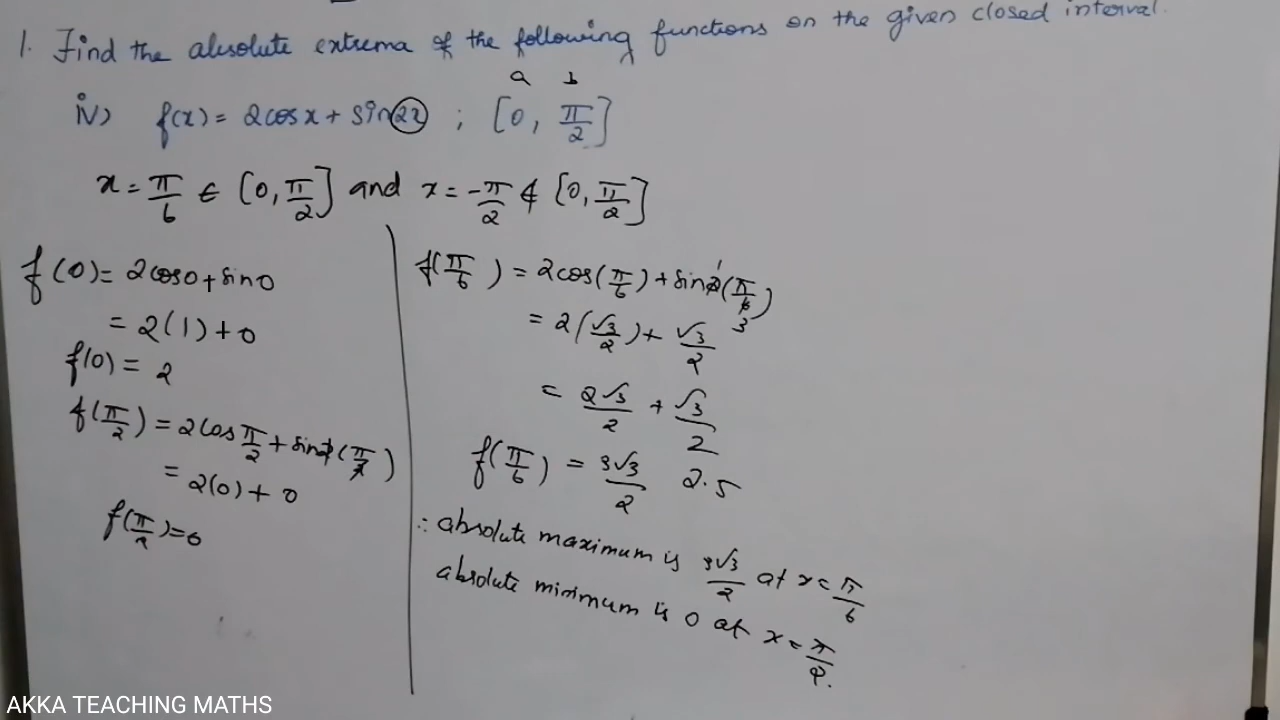 1. Find the absolute extrema of the following functions on the given closed interval.
a b
iv) f(x) = 2cosx + sin2x ; [0, π/2]
x = π/6 ∈ [0, π/2] and x = -π/2 ∉ [0, π/2]
f(0) = 2cos0 + sin0
= 2(1) + 0
f(0) = 2
f(π/2) = 2cos π/2 + sin2(π/2)
= 2(0) + 0
f(π/2) = 0
f(π/6) = 2cos(π/6) + sin2(π/6)
1
3
= 2(√3/2) + √3/2
= 2√3/2 + √3/2
f(π/6) = 3√3/2 2.5
∴ absolute maximum is 3√3/2 at x = π/6
absolute minimum is 0 at x = π/2.
AKKA TEACHING MATHS